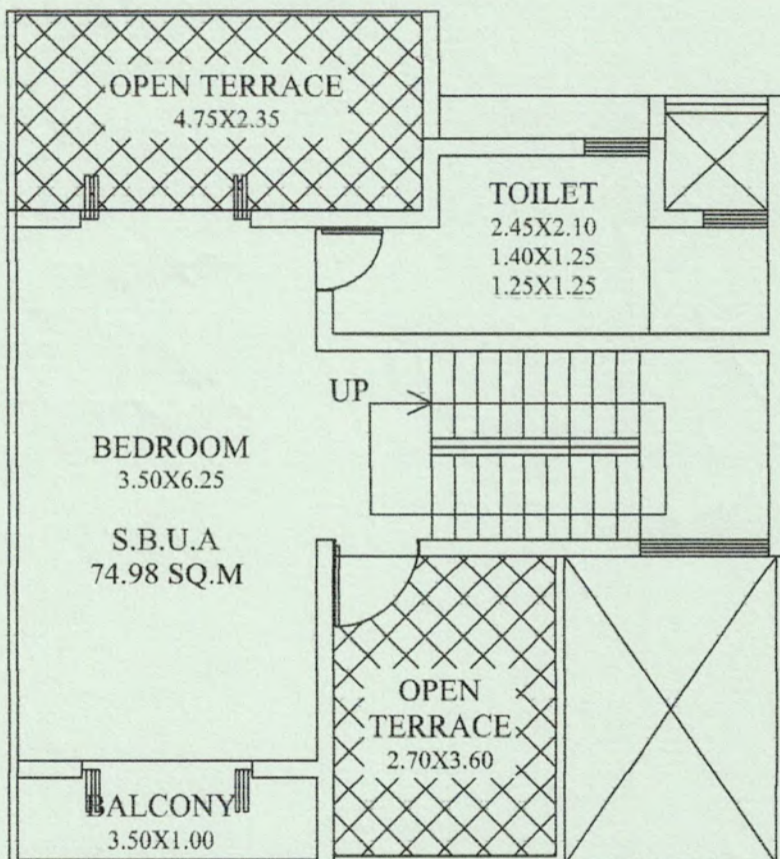 OPEN TERRACE
4.75X2.35
TOILET
2.45X2.10
1.40X1.25
1.25X1.25
UP
BEDROOM
3.50X6.25
S.B.U.A
74.98 SQ.M
OPEN
TERRACE
2.70X3.60
BALCONY
3.50X1.00